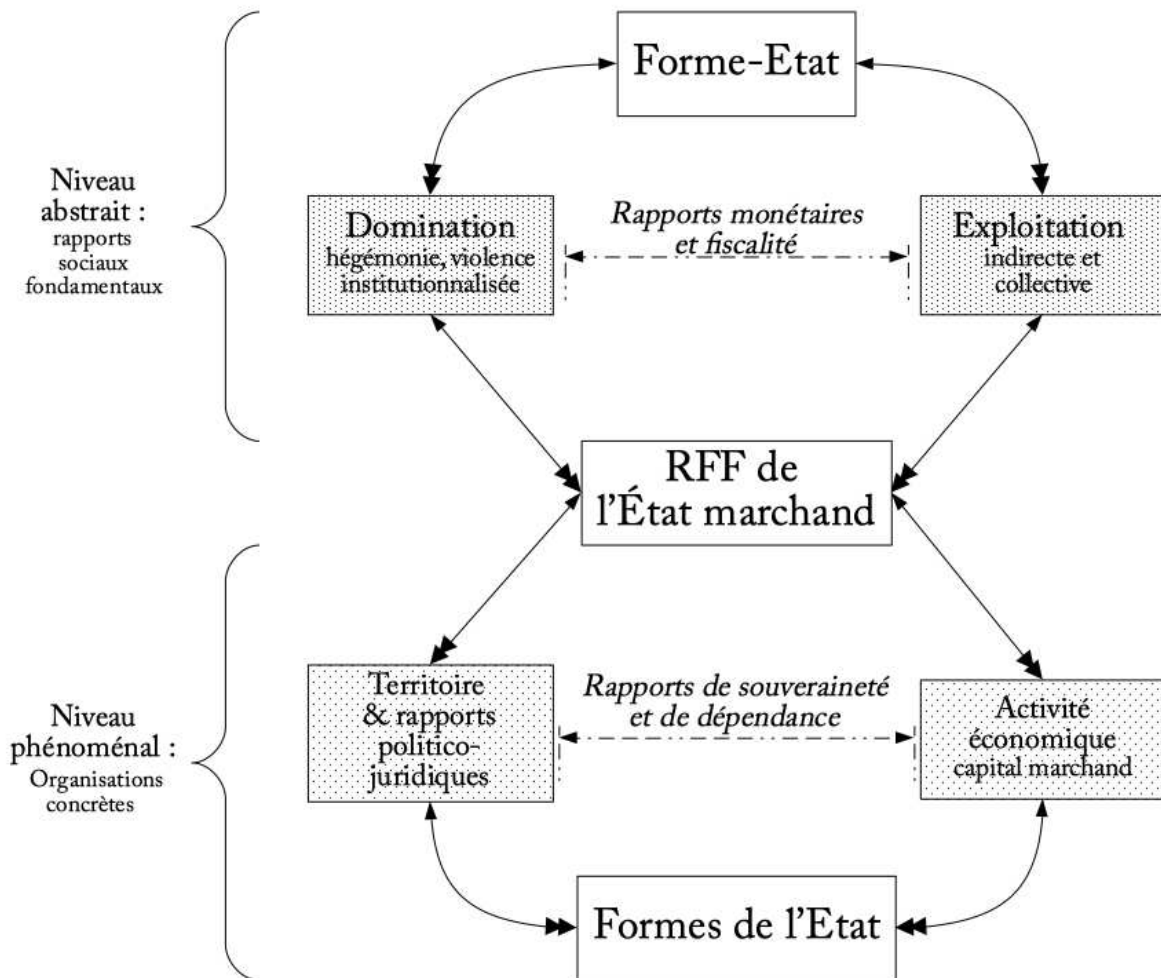 Forme-Etat
Niveau
abstrait :
rapports
sociaux
fondamentaux
Domination
hégémonie, violence
institutionnalisée
Rapports monétaires
et fiscalité
Exploitation
indirecte et
collective
RFF de
l'État marchand
Niveau
phénoménal :
Organisations
concrètes
Territoire
& rapports
politico-
juridiques
Rapports de souveraineté
et de dépendance
Activité
économique
capital marchand
Formes de l'Etat